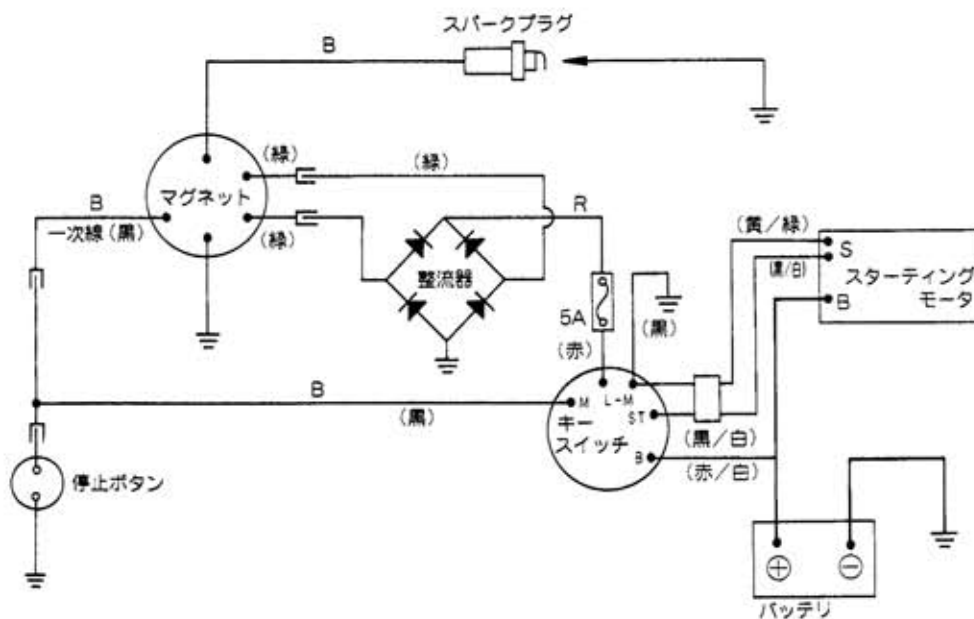 スパークプラグ
B
(緑)
(緑)
マグネット
B
一次線(黒)
(緑)
R
整流器
5A
(赤)
(黒)
(黄/緑)
S
(黒/白)
スターティング
モータ
B
B
(黒)
M
L-M
ST
キー
スイッチ
B
(黒/白)
(赤/白)
停止ボタン
+
-
バッテリ